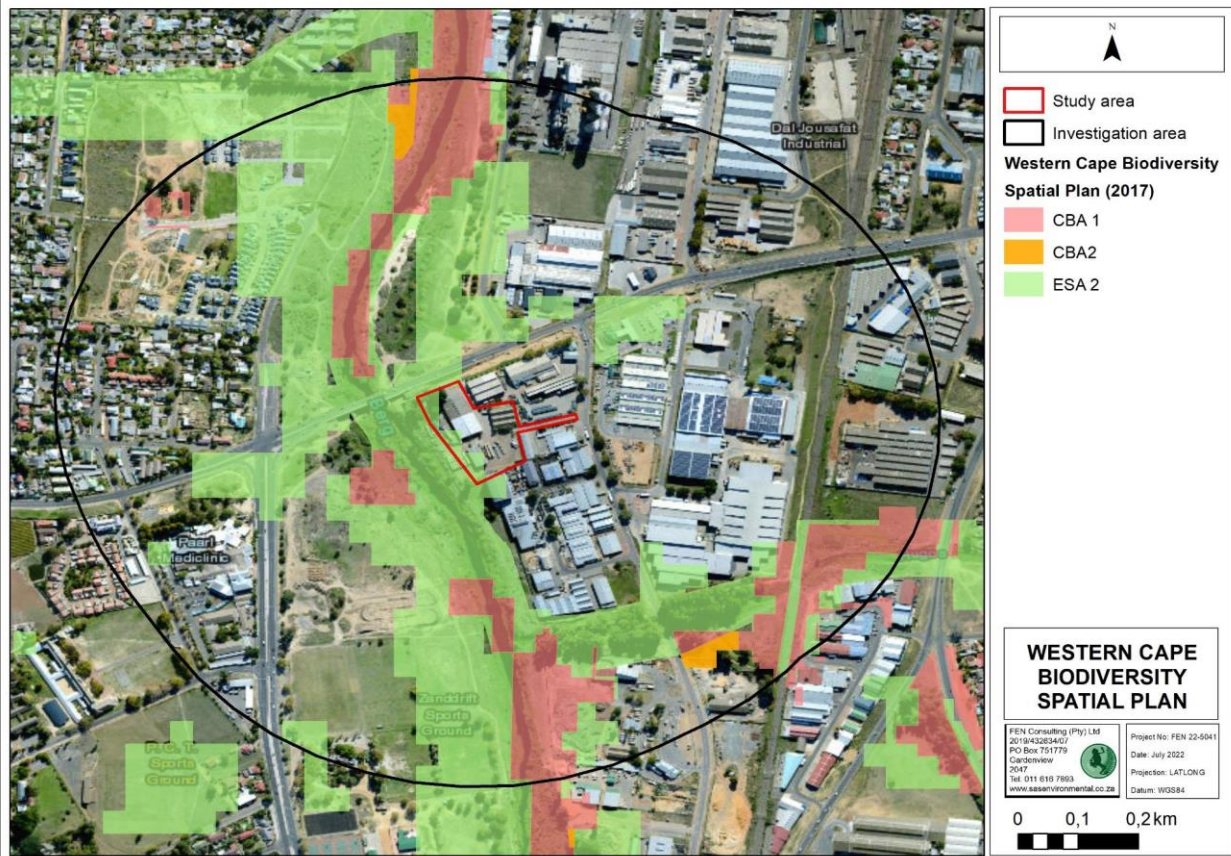 N
Study area
Investigation area
Western Cape Biodiversity
Spatial Plan (2017)
CBA 1
CBA2
ESA 2
Dal Jousafat
Industrial
Berg
Paarl
Mediclinic
Zanddrift
Sports
Ground
Sports
Ground
WESTERN CAPE
BIODIVERSITY
SPATIAL PLAN
FEN Consulting (Pty) Ltd
2019/432634/07
PO Box 751779
Cardenview
2047
Tel: 011 616 7893
www.sasenvironmental.co.za
Project No: FEN 22-5041
Date: July 2022
Projection: LATLONG
Datum: WGS84
0 0,1 0,2 km